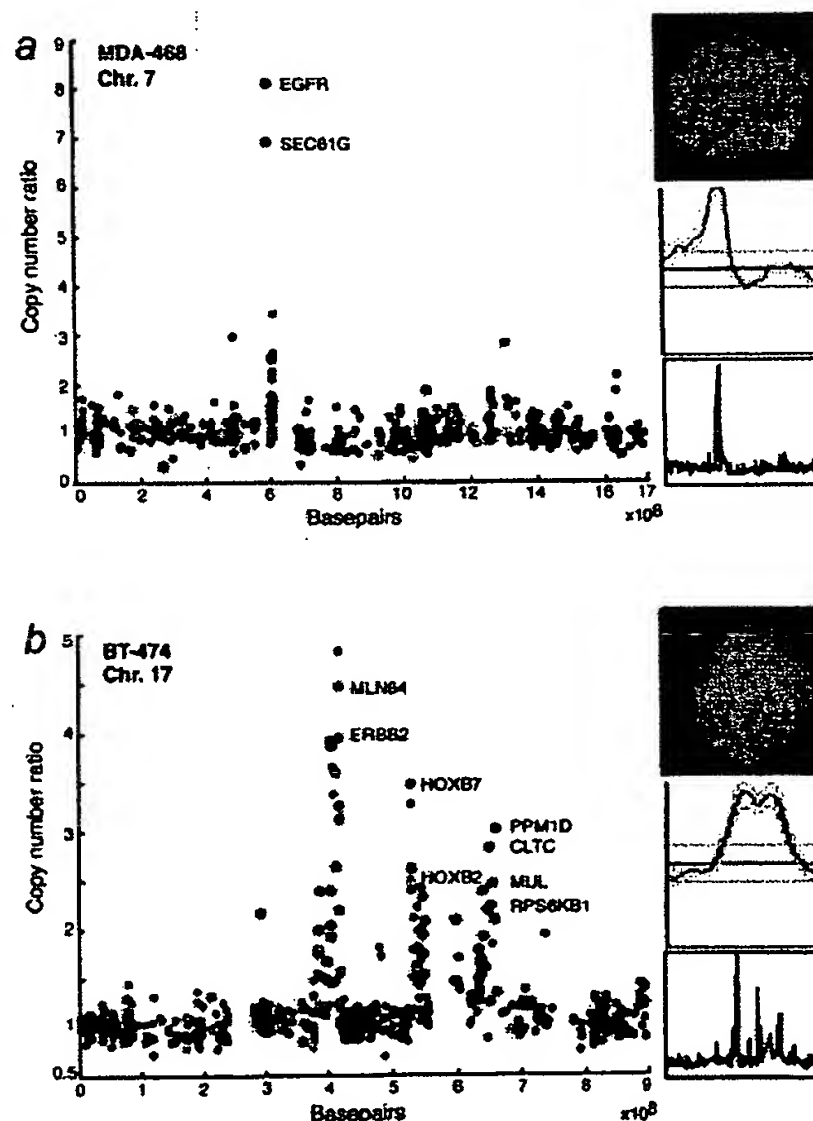 a
MDA-468
Chr. 7
Copy number ratio
9
8
7
6
5
4
3
2
1
0
EGFR
SEC61G
0 2 4 6 8 10 12 14 16 17
Basepairs
x10⁸
b
BT-474
Chr. 17
Copy number ratio
5
4
3
2
1
0.5
MLN64
ERBB2
HOXB7
PPM1D
CLTC
HOXB2
MUL
RPS6KB1
0 1 2 3 4 5 6 7 8 9
Basepairs
x10⁸